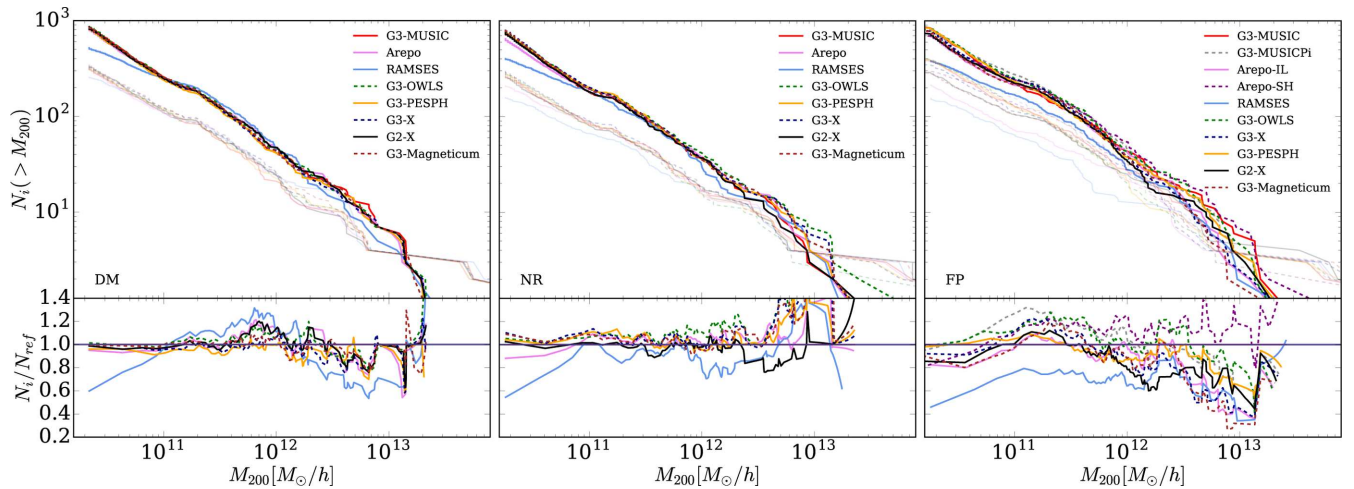 N_i(> M_200)
10^3
10^2
10^1
G3-MUSIC
Arepo
RAMSES
G3-OWLS
G3-PESPH
G3-X
G2-X
G3-Magneticum
DM
G3-MUSIC
Arepo
RAMSES
G3-OWLS
G3-PESPH
G3-X
G2-X
G3-Magneticum
NR
G3-MUSIC
G3-MUSICPi
Arepo-IL
Arepo-SH
RAMSES
G3-OWLS
G3-X
G3-PESPH
G2-X
G3-Magneticum
FP
N_i/N_ref
1.4
1.2
1.0
0.8
0.6
0.4
0.2
10^11 10^12 10^13
M_200[M_⊙/h]
10^11 10^12 10^13
M_200[M_⊙/h]
10^11 10^12 10^13
M_200[M_⊙/h]